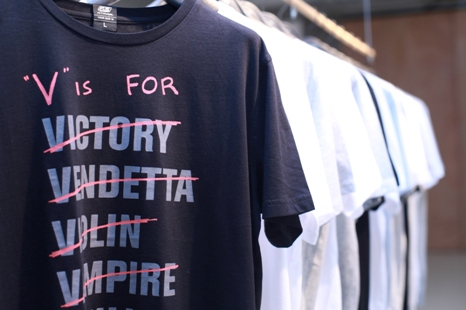 "V" IS FOR
VICTORY
VENDETTA
VIOLIN
VAMPIRE